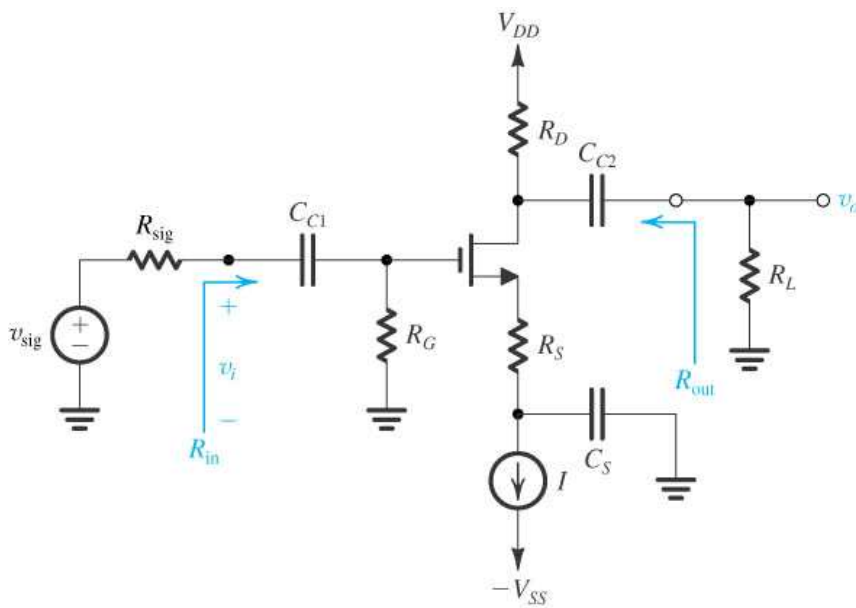 V_DD
R_D
C_C2
v_o
C_C1
R_sig
R_L
v_sig
+
−
+
R_G
R_S
v_i
R_out
−
R_in
C_S
I
−V_SS